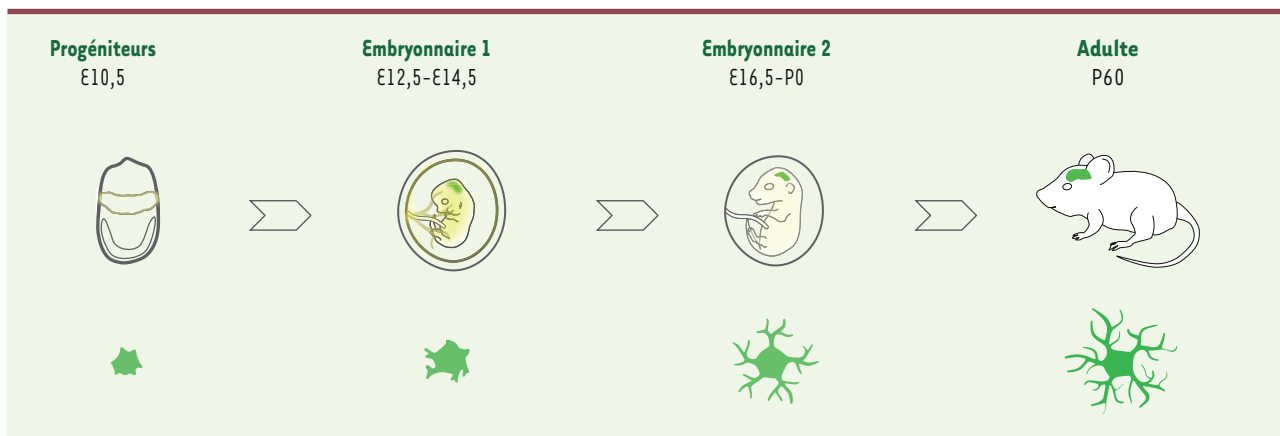 Progéniteurs
E10,5
Embryonnaire 1
E12,5-E14,5
Embryonnaire 2
E16,5-P0
Adulte
P60